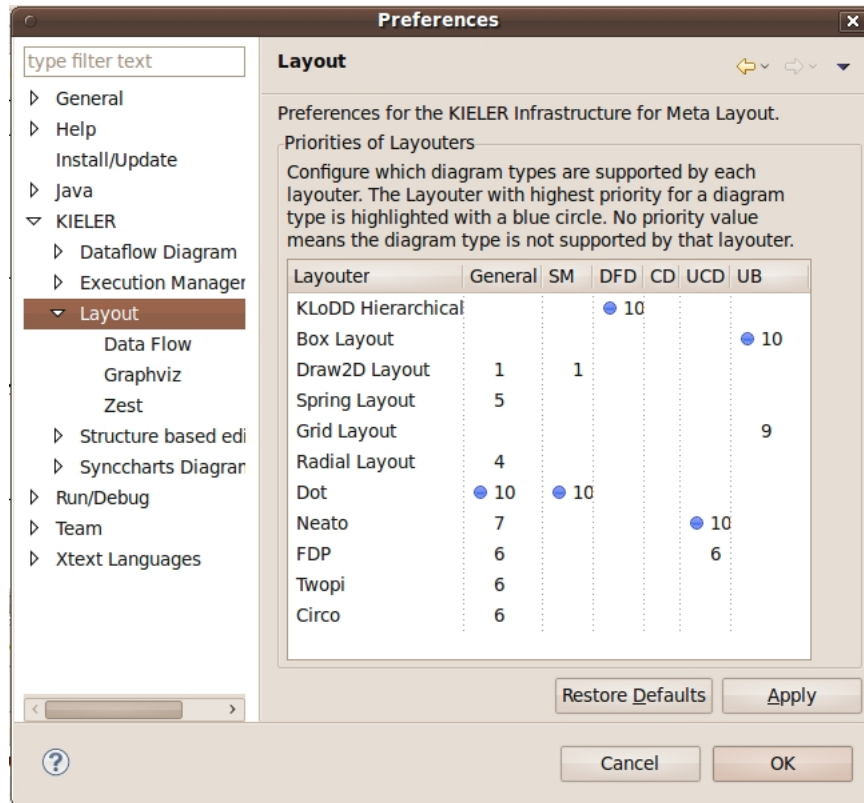 Preferences
type filter text
Layout
General
Help
Install/Update
Java
KIELER
Dataflow Diagram
Execution Manager
Layout
Data Flow
Graphviz
Zest
Structure based edi
Synccharts Diagran
Run/Debug
Team
Xtext Languages
Preferences for the KIELER Infrastructure for Meta Layout.
Priorities of Layouters
Configure which diagram types are supported by each
layouter. The Layouter with highest priority for a diagram
type is highlighted with a blue circle. No priority value
means the diagram type is not supported by that layouter.
Layouter General SM DFD CD UCD UB
KLoDD Hierarchical 10
Box Layout 10
Draw2D Layout 1 1
Spring Layout 5
Grid Layout 9
Radial Layout 4
Dot 10 10
Neato 7 10
FDP 6 6
Twopi 6
Circo 6
Restore Defaults Apply
? Cancel OK